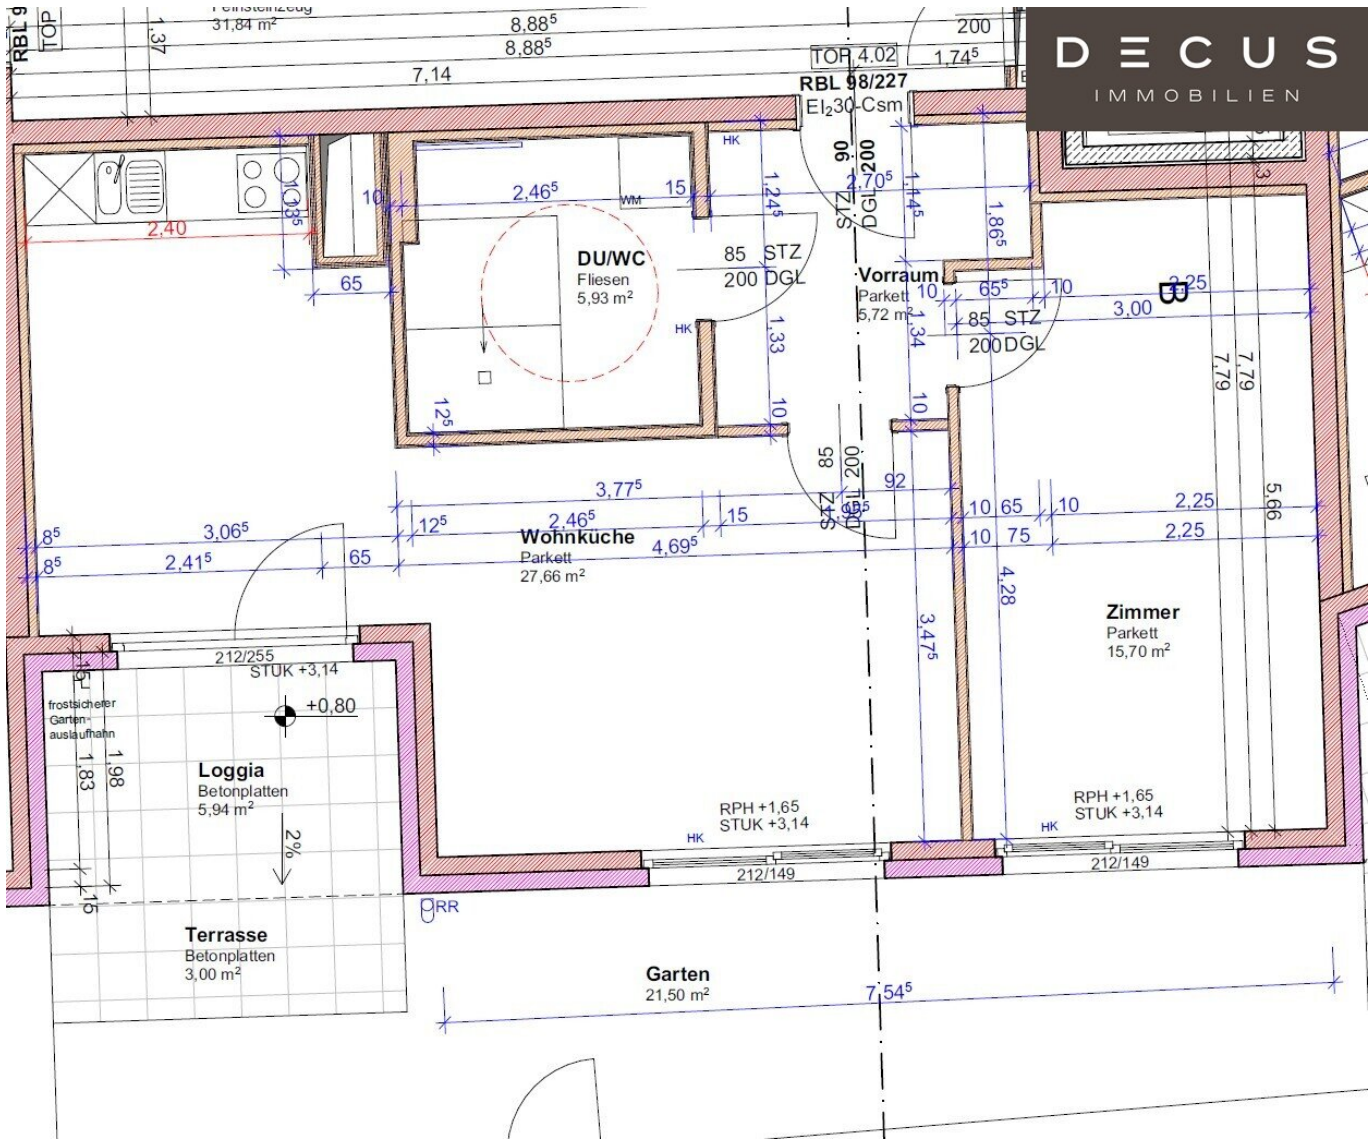 31,84 m²
RBL 9
TOP
1,37
8,88⁵
8,88⁵
7,14
200
1,74⁵
TOP 4.02
RBL 98/227
EI₂30-Csm
DECUS
IMMOBILIEN
HK
STZ 90
DGL 200
2,40
1,13⁵
65
10
2,46⁵
15
WM
1,24⁵
2,70⁵
1,14⁵
1,86⁵
DU/WC
Fliesen
5,93 m²
85 STZ
200 DGL
HK
1,33
Vorraum
Parkett
5,72 m²
10 65⁵ 10
2,25
3,00
B
85 STZ
200 DGL
1,34
7,79
7,79
12⁵
10
10
STZ 85
DGL 200
3,77⁵
92
8⁵
3,06⁵
12⁵
2,46⁵
15
10 65 10
2,25
5,66
8⁵
2,41⁵
65
Wohnküche
Parkett
27,66 m²
4,69⁵
10 75
2,25
4,28
3,47⁵
Zimmer
Parkett
15,70 m²
212/255
STUK +3,14
15
frostsicherer
Garten-
auslaufhahn
+0,80
1,83
1,98
Loggia
Betonplatten
5,94 m²
2%
15
RPH +1,65
STUK +3,14
HK
212/149
RPH +1,65
STUK +3,14
HK
212/149
RR
Terrasse
Betonplatten
3,00 m²
Garten
21,50 m²
7,54⁵